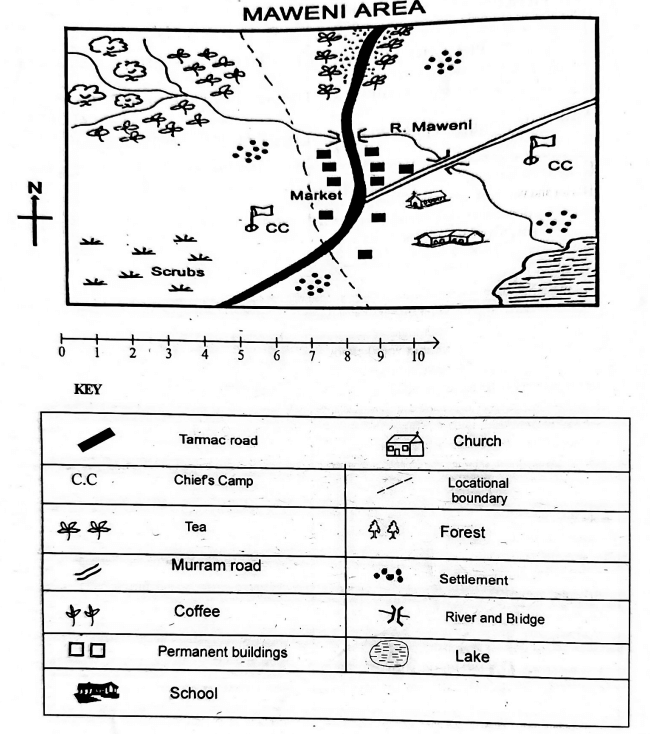 MAWENI AREA
R. Maweni
CC
N
Market
CC
Scrubs
0 1 2 3 4 5 6 7 8 9 10
KEY
Tarmac road
Church
C.C
Chief's Camp
Locational
boundary
Tea
Forest
Murram road
Settlement
Coffee
River and Bridge
Permanent buildings
Lake
School